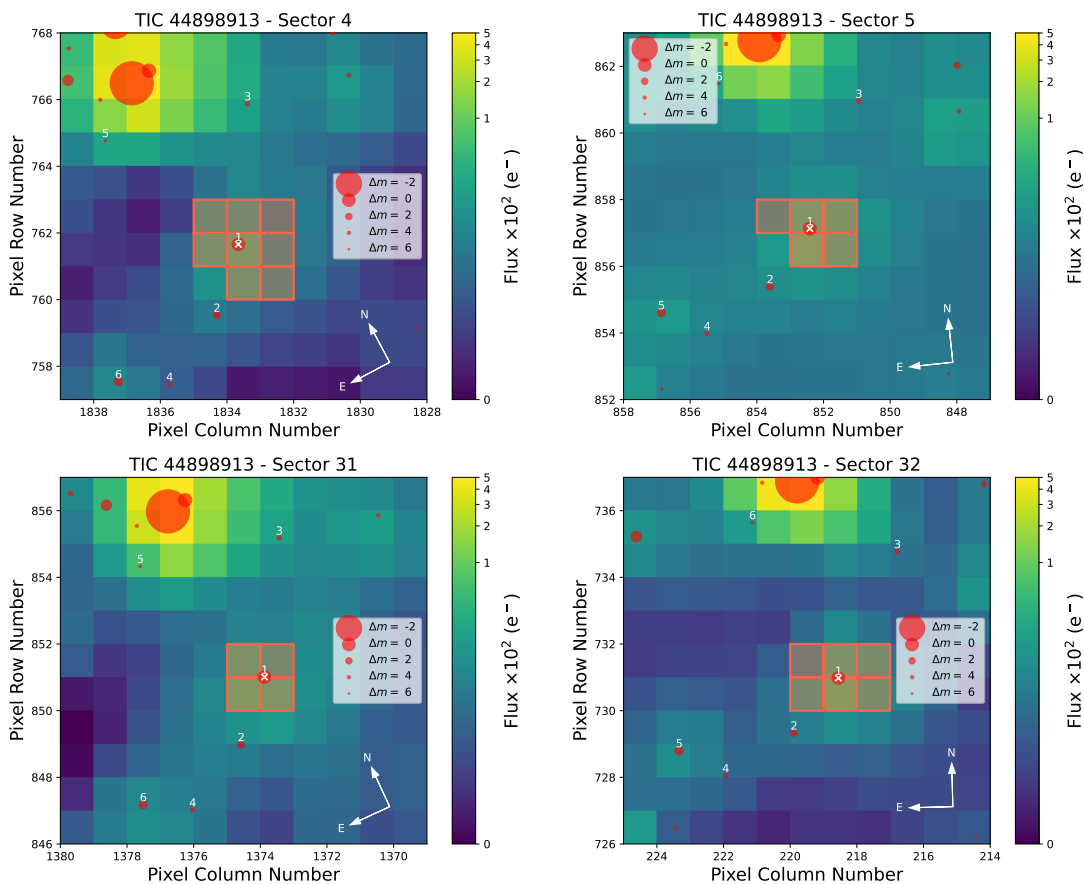 TIC 44898913 - Sector 4
768
766
764
762
760
758
1838
1836
1834
1832
1830
1828
Pixel Row Number
Pixel Column Number
3
5
1
2
6
4
N
E
Δm = -2
Δm = 0
Δm = 2
Δm = 4
Δm = 6
5
4
3
2
1
0
Flux ×10² (e⁻)
TIC 44898913 - Sector 5
862
860
858
856
854
852
858
856
854
852
850
848
Pixel Row Number
Pixel Column Number
Δm = -2
Δm = 0
Δm = 2
Δm = 4
Δm = 6
6
3
1
2
5
4
N
E
5
4
3
2
1
0
Flux ×10² (e⁻)
TIC 44898913 - Sector 31
856
854
852
850
848
846
1380
1378
1376
1374
1372
1370
Pixel Row Number
Pixel Column Number
3
5
1
2
6
4
N
E
Δm = -2
Δm = 0
Δm = 2
Δm = 4
Δm = 6
5
4
3
2
1
0
Flux ×10² (e⁻)
TIC 44898913 - Sector 32
736
734
732
730
728
726
224
222
220
218
216
214
Pixel Row Number
Pixel Column Number
6
3
1
2
5
4
N
E
Δm = -2
Δm = 0
Δm = 2
Δm = 4
Δm = 6
5
4
3
2
1
0
Flux ×10² (e⁻)